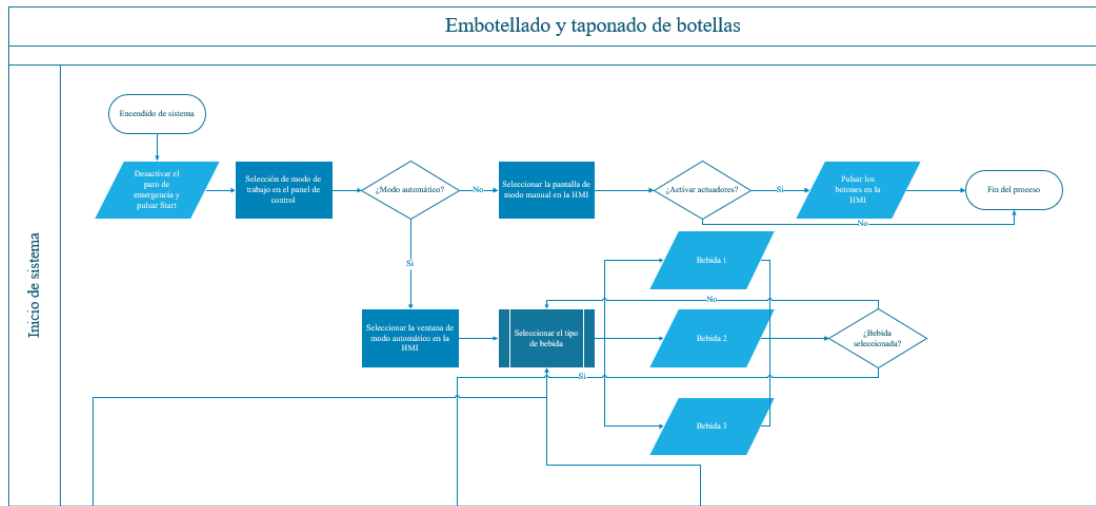 Embotellado y taponado de botellas
Inicio de sistema
Encendido de sistema
Desactivar el
paro de
emergencia y
pulsar Start
Selección de modo de
trabajo en el panel de
control
¿Modo automático?
No
Seleccionar la pantalla de
modo manual en la HMI
¿Activar actuadores?
Si
Pulsar los
botones en la
HMI
Fin del proceso
No
Si
Bebida 1
No
Seleccionar la ventana de
modo automático en la
HMI
Seleccionar el tipo
de bebida
Bebida 2
¿Bebida
seleccionada?
Si
Bebida 3